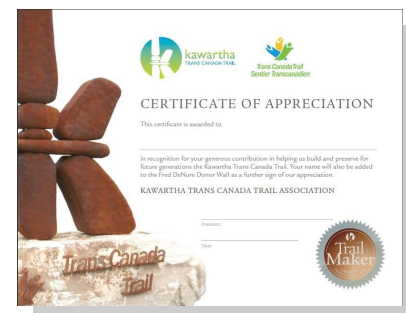 kawartha
TRANS CANADA TRAIL
Trans Canada Trail
Sentier Transcanadien
CERTIFICATE OF APPRECIATION
This certificate is awarded to
in recognition for your generous contribution in helping us build and preserve for
future generations the Kawartha Trans Canada Trail. Your name will also be added
to the Fred DeNure Donor Wall as a further sign of our appreciation.
KAWARTHA TRANS CANADA TRAIL ASSOCIATION
President
Date
Trans Canada
Trail
Trail
Maker